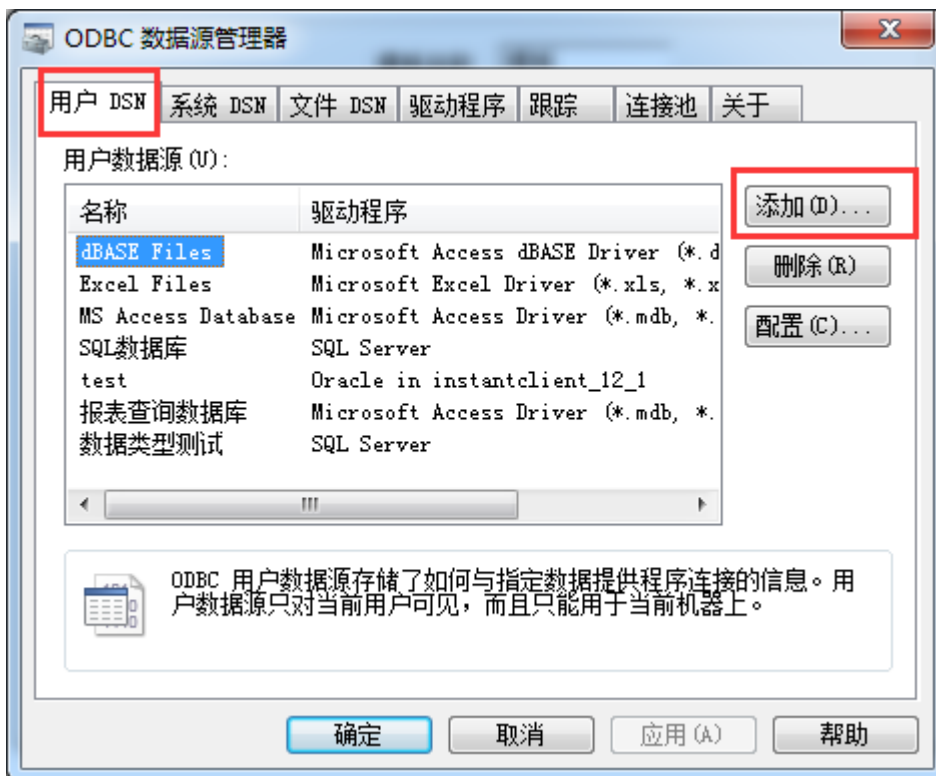 ODBC 数据源管理器
用户 DSN 系统 DSN 文件 DSN 驱动程序 跟踪 连接池 关于
用户数据源(U):
名称 驱动程序
添加(D)...
dBASE Files Microsoft Access dBASE Driver (*.d
删除(R)
Excel Files Microsoft Excel Driver (*.xls, *.x
MS Access Database Microsoft Access Driver (*.mdb, *.
配置(C)...
SQL数据库 SQL Server
test Oracle in instantclient_12_1
报表查询数据库 Microsoft Access Driver (*.mdb, *.
数据类型测试 SQL Server
ODBC 用户数据源存储了如何与指定数据提供程序连接的信息。用
户数据源只对当前用户可见，而且只能用于当前机器上。
确定 取消 应用(A) 帮助